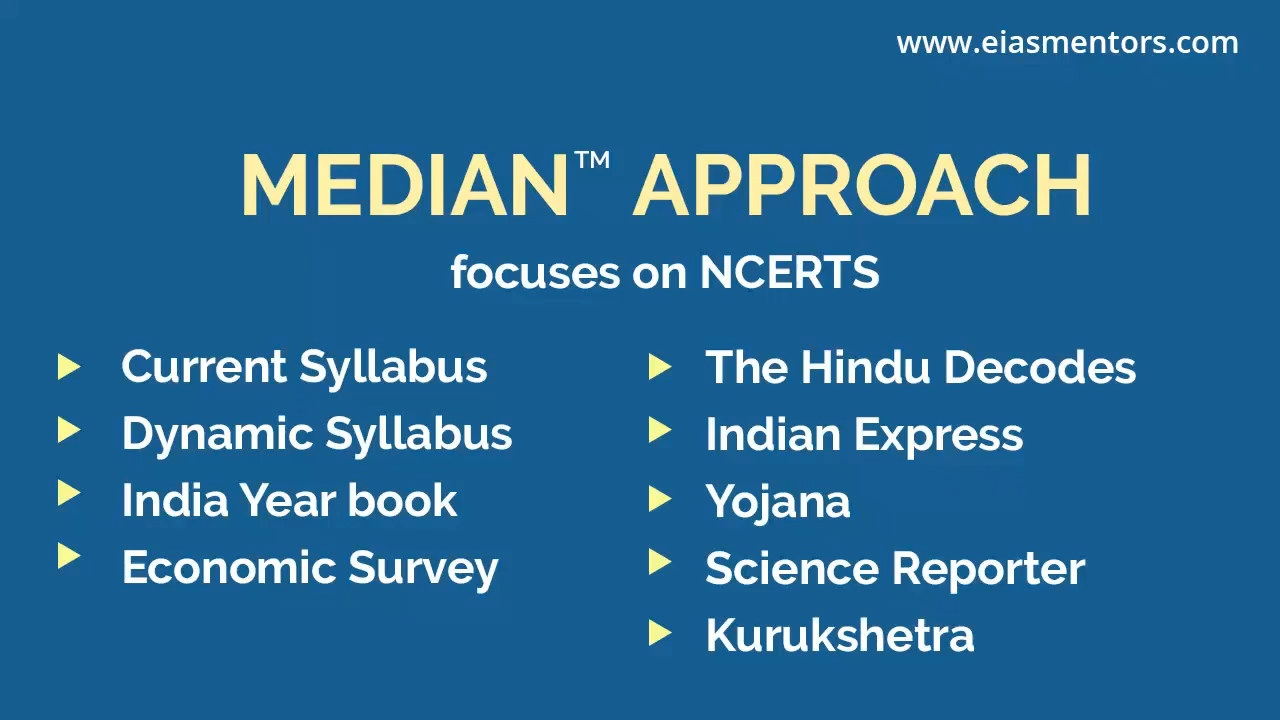 www.eiasmentors.com
MEDIAN™ APPROACH
focuses on NCERTS
Current Syllabus
Dynamic Syllabus
India Year book
Economic Survey
The Hindu Decodes
Indian Express
Yojana
Science Reporter
Kurukshetra